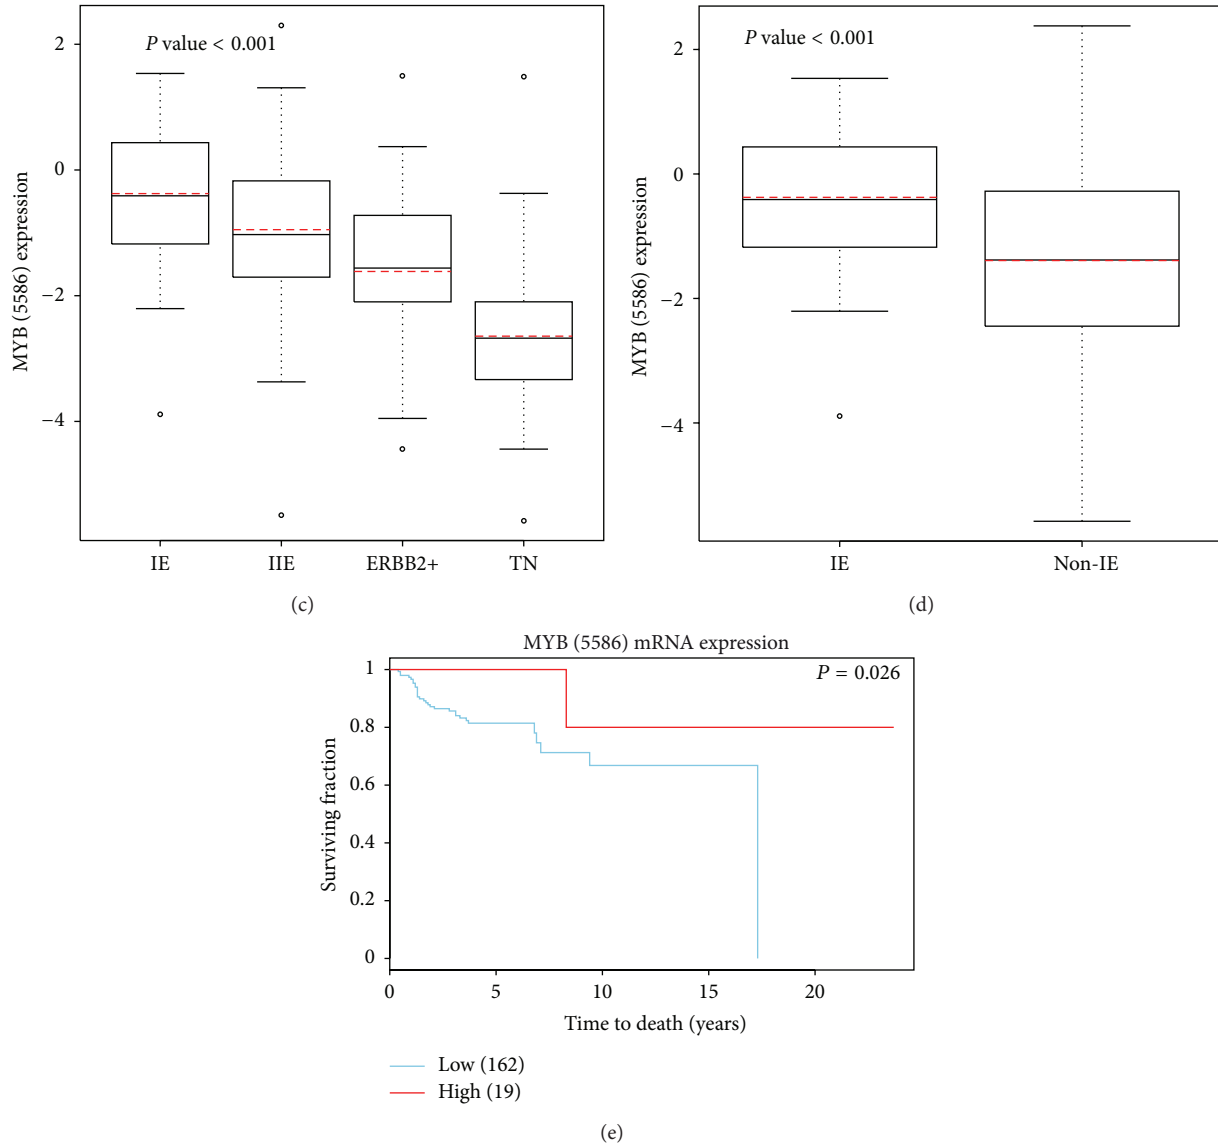 P value < 0.001
2
0
−2
−4
MYB (5586) expression
IE IIE ERBB2+ TN
(c)
P value < 0.001
2
0
−2
−4
MYB (5586) expression
IE Non-IE
(d)
MYB (5586) mRNA expression
P = 0.026
1
0.8
0.6
0.4
0.2
0
Surviving fraction
0 5 10 15 20
Time to death (years)
Low (162)
High (19)
(e)